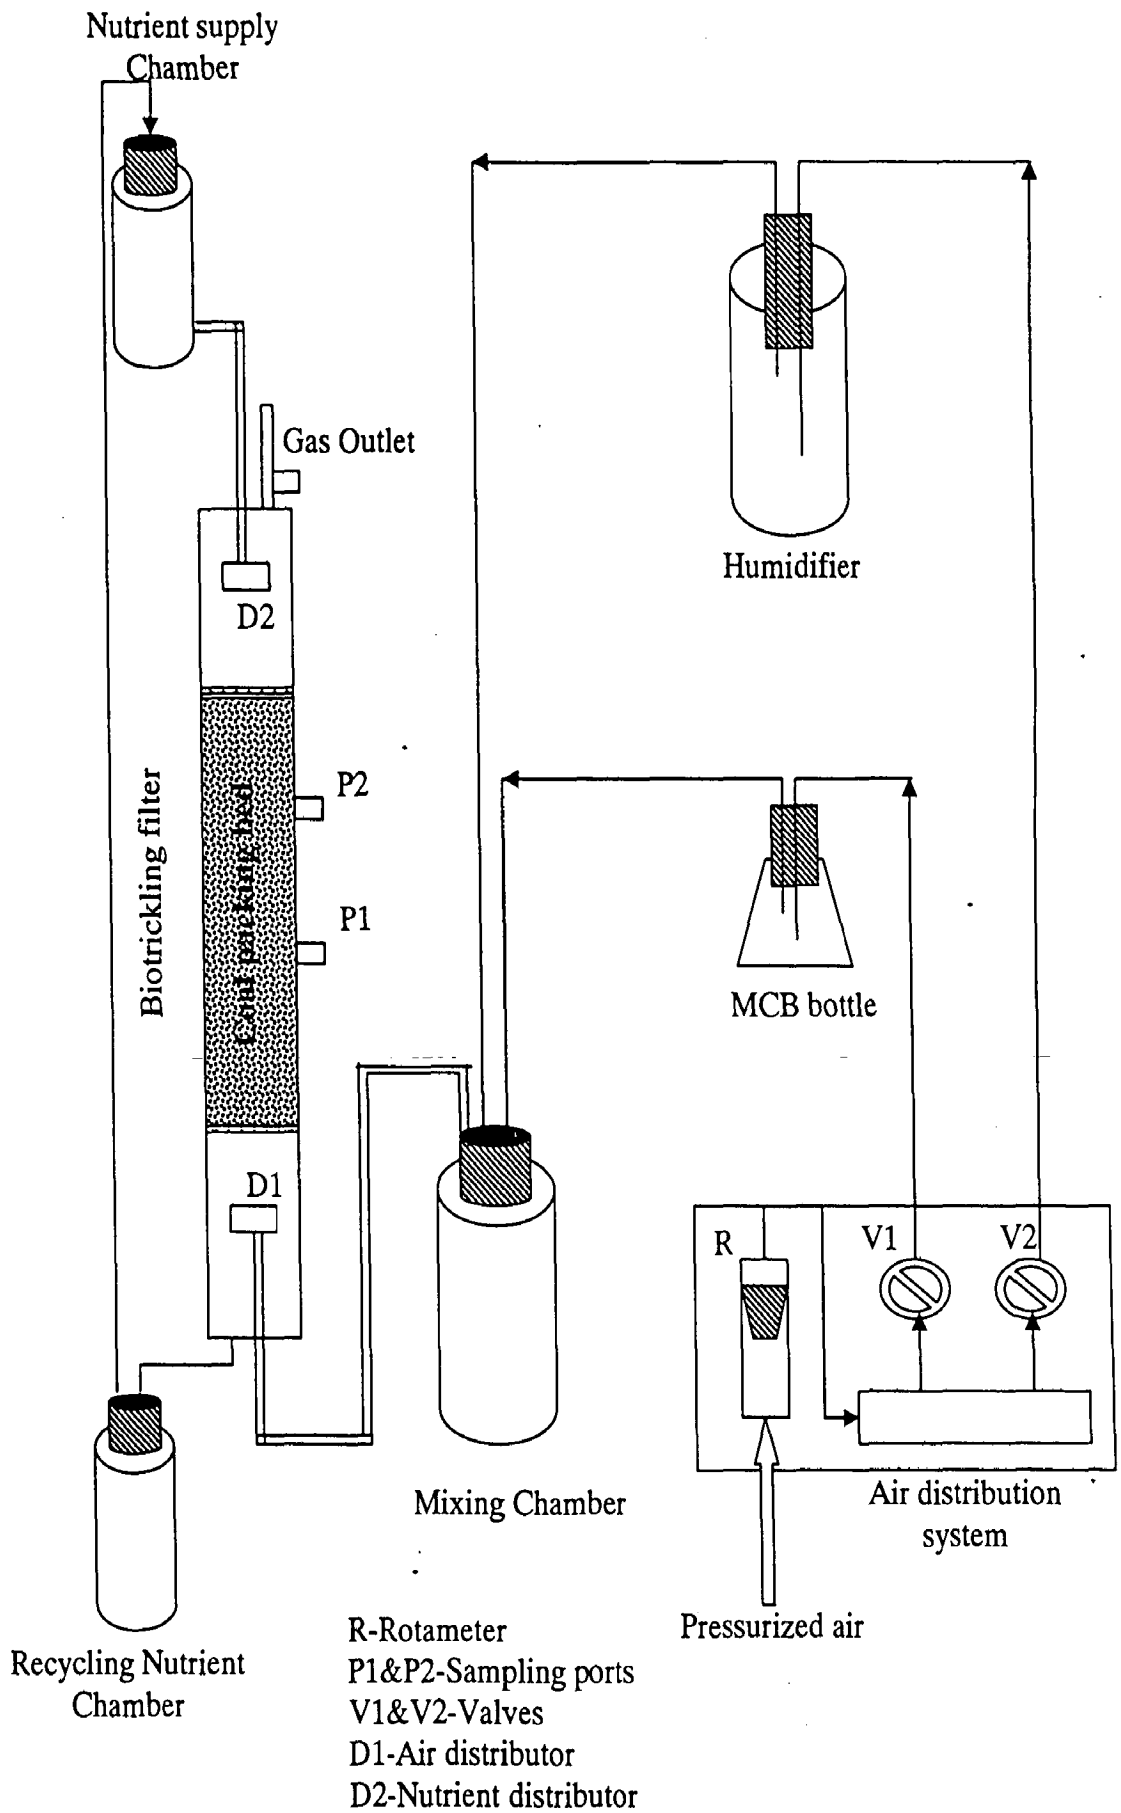 Nutrient supply
Chamber
Gas Outlet
D2
Humidifier
P2
Biotrickling filter
Coal packing bed
P1
MCB bottle
D1
R
V1
V2
Mixing Chamber
Air distribution
system
Pressurized air
Recycling Nutrient
Chamber
R-Rotameter
P1&P2-Sampling ports
V1&V2-Valves
D1-Air distributor
D2-Nutrient distributor